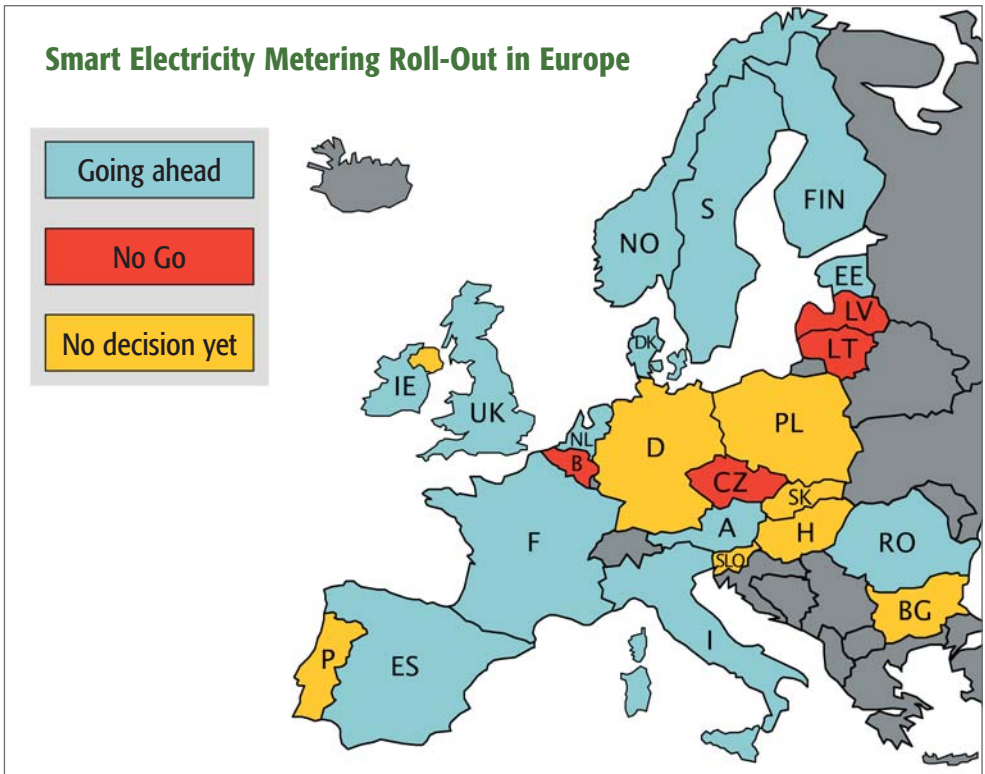 Smart Electricity Metering Roll-Out in Europe
Going ahead
No Go
No decision yet
NO
S
FIN
EE
LV
LT
DK
IE
UK
NL
B
D
PL
CZ
SK
F
A
H
SLO
RO
BG
I
P
ES